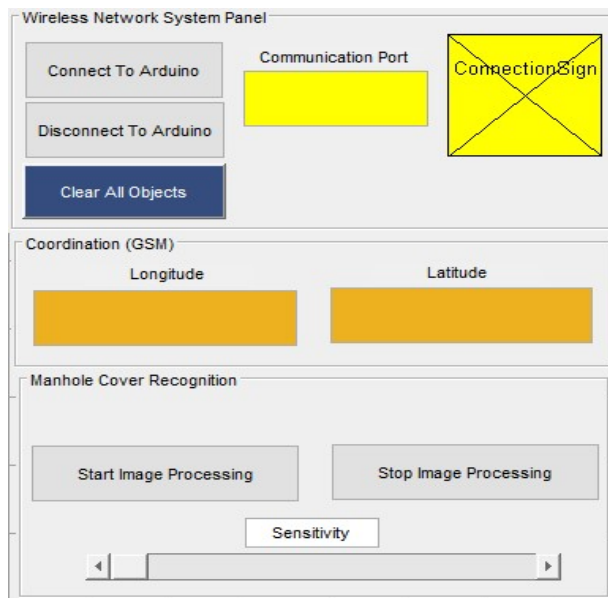 Wireless Network System Panel
Connect To Arduino
Communication Port
ConnectionSign
Disconnect To Arduino
Clear All Objects
Coordination (GSM)
Longitude
Latitude
Manhole Cover Recognition
Start Image Processing
Stop Image Processing
Sensitivity